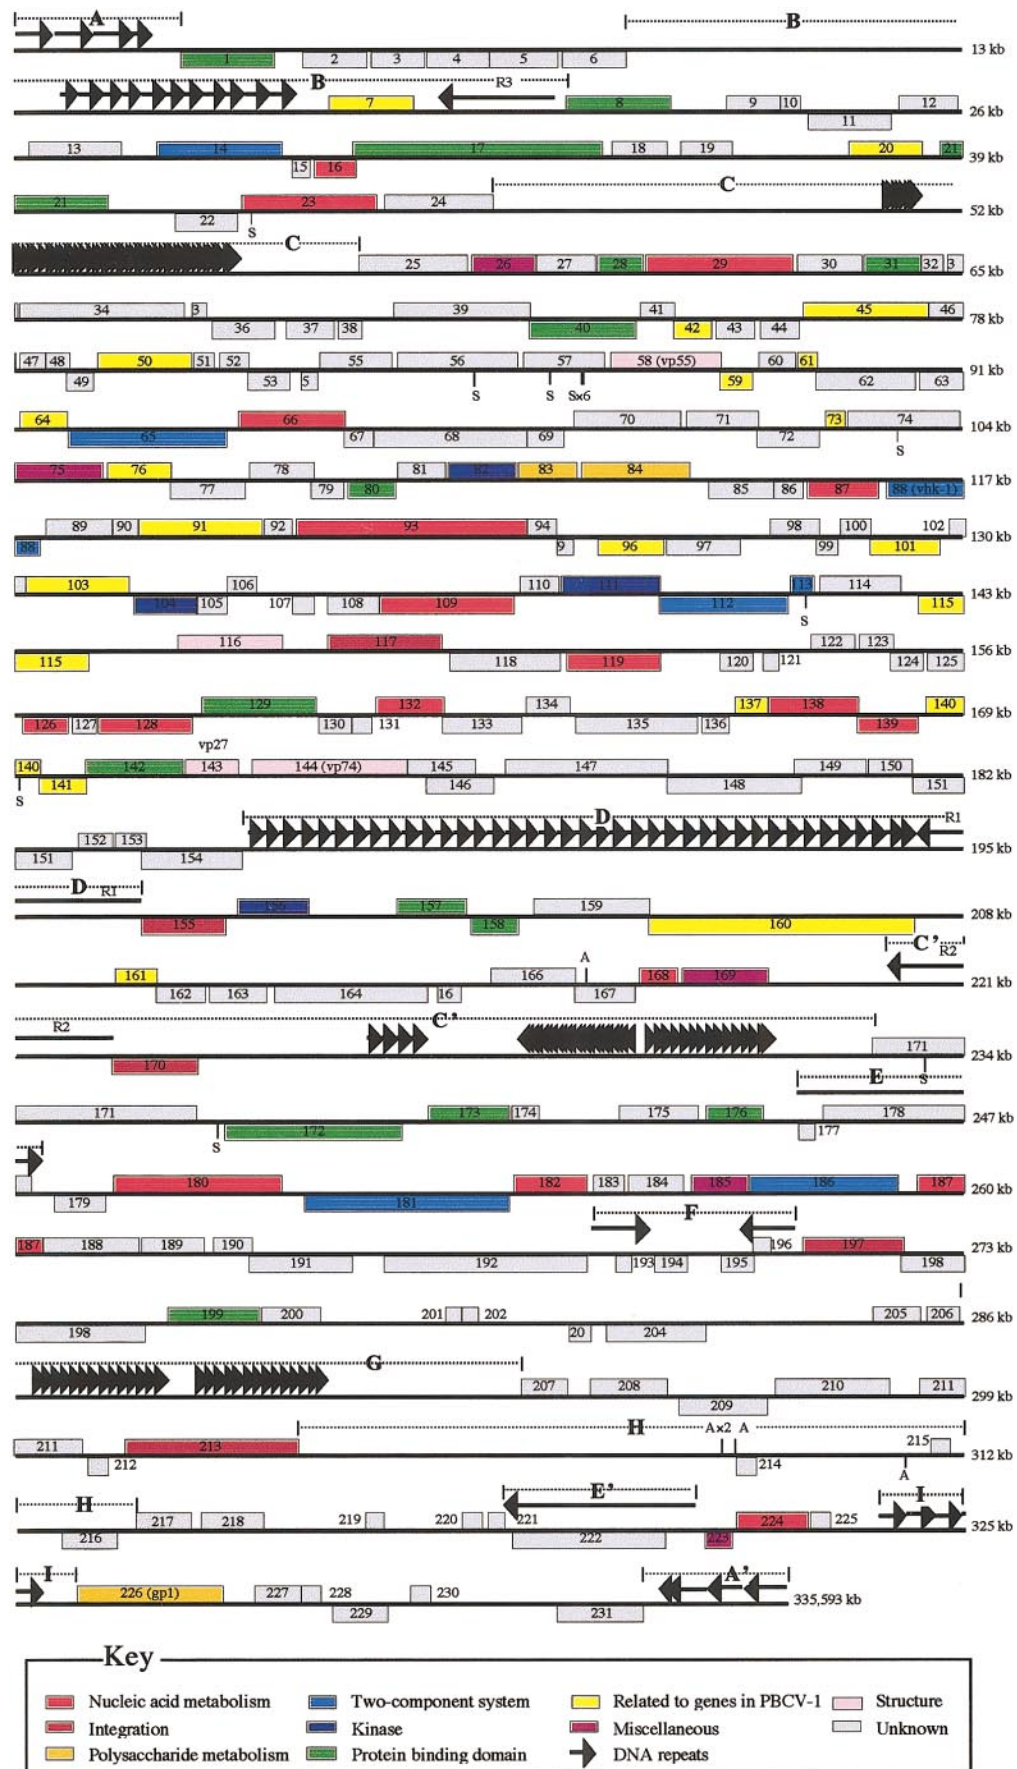 A B
1 2 3 4 5 6 13 kb
B R3
7 8 9 10 11 12 26 kb
13 14 15 16 17 18 19 20 21 39 kb
C
21 22 S 23 24 52 kb
C
25 26 27 28 29 30 31 32 3 65 kb
34 3 36 37 38 39 40 41 42 43 44 45 46 78 kb
47 48 49 50 51 52 53 5 55 56 57 58 (vp55) 59 60 61 62 63 91 kb
S S S×6
64 65 66 67 68 69 70 71 72 73 74 104 kb
S
75 76 77 78 79 80 81 82 83 84 85 86 87 88 (vhk-1) 117 kb
88 89 90 91 92 93 94 9 96 97 98 99 100 101 102 130 kb
103 104 105 106 107 108 109 110 111 112 113 114 115 143 kb
S
115 116 117 118 119 120 121 122 123 124 125 156 kb
126 127 128 129 130 131 132 133 134 135 136 137 138 139 140 169 kb
vp27
140 141 142 143 144 (vp74) 145 146 147 148 149 150 151 182 kb
S
D R1
151 152 153 154 195 kb
D R1
155 156 157 158 159 160 208 kb
C’ R2
A
161 162 163 164 16 166 167 168 169 221 kb
R2 C’
170 171 234 kb
E S
171 172 173 174 175 176 177 178 247 kb
S
179 180 181 182 183 184 185 186 187 260 kb
F
187 188 189 190 191 192 193 194 195 196 197 198 273 kb
198 199 200 201 202 20 204 205 206 286 kb
G
207 208 209 210 211 299 kb
H A×2 A
211 212 213 214 215 312 kb
A
H E’ I
216 217 218 219 220 221 222 223 224 225 325 kb
I A’
226 (gp1) 227 228 229 230 231 335,593 kb
Key
Nucleic acid metabolism Two-component system Related to genes in PBCV-1 Structure
Integration Kinase Miscellaneous Unknown
Polysaccharide metabolism Protein binding domain DNA repeats